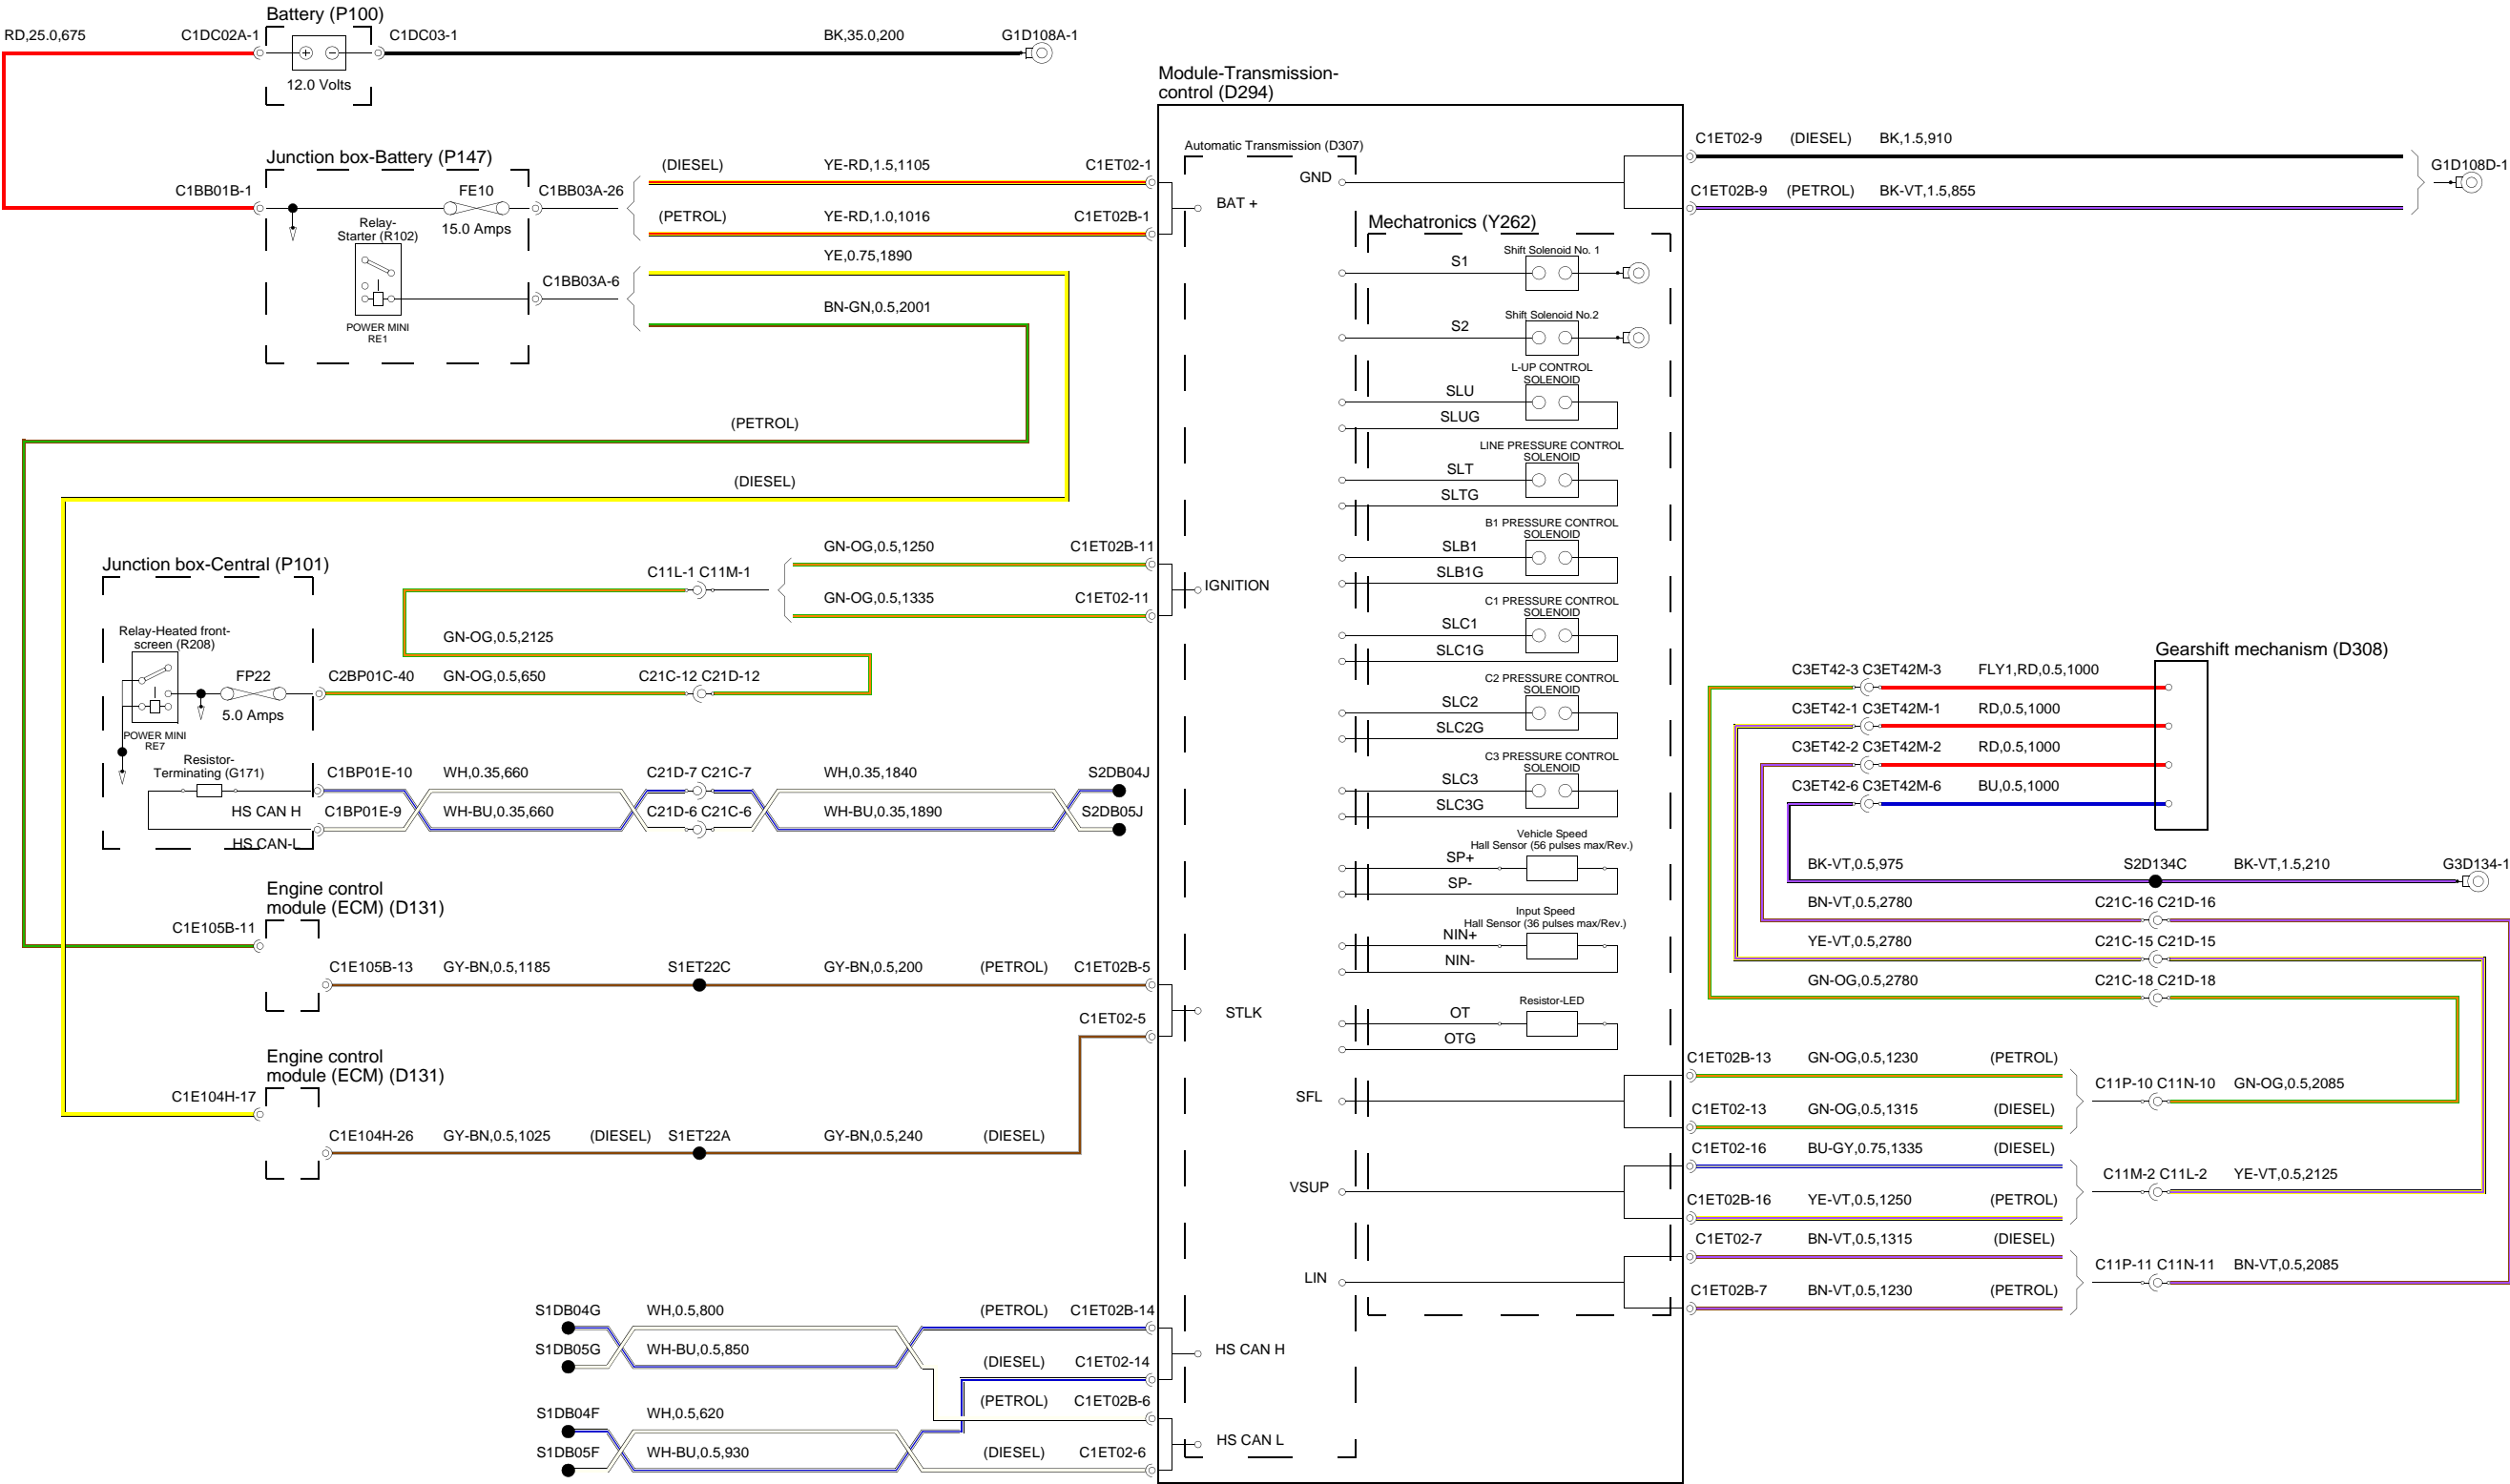 Battery (P100)
RD,25.0,675
C1DC02A-1
C1DC03-1
BK,35.0,200
G1D108A-1
12.0 Volts
Module-Transmission-
control (D294)
Junction box-Battery (P147)
C1BB01B-1
FE10
15.0 Amps
C1BB03A-26
Relay-
Starter (R102)
POWER MINI
RE1
C1BB03A-6
(DIESEL)
YE-RD,1.5,1105
C1ET02-1
(PETROL)
YE-RD,1.0,1016
C1ET02B-1
YE,0.75,1890
BN-GN,0.5,2001
(PETROL)
(DIESEL)
Automatic Transmission (D307)
GND
BAT +
C1ET02-9
(DIESEL)
BK,1.5,910
C1ET02B-9
(PETROL)
BK-VT,1.5,855
G1D108D-1
Mechatronics (Y262)
Shift Solenoid No. 1
S1
Shift Solenoid No.2
S2
L-UP CONTROL
SOLENOID
SLU
SLUG
LINE PRESSURE CONTROL
SOLENOID
SLT
SLTG
B1 PRESSURE CONTROL
SOLENOID
SLB1
SLB1G
C1 PRESSURE CONTROL
SOLENOID
SLC1
SLC1G
C2 PRESSURE CONTROL
SOLENOID
SLC2
SLC2G
C3 PRESSURE CONTROL
SOLENOID
SLC3
SLC3G
Vehicle Speed
Hall Sensor (56 pulses max/Rev.)
SP+
SP-
Input Speed
Hall Sensor (36 pulses max/Rev.)
NIN+
NIN-
Resistor-LED
OT
OTG
Junction box-Central (P101)
Relay-Heated front-
screen (R208)
POWER MINI
RE7
FP22
5.0 Amps
C2BP01C-40
GN-OG,0.5,650
C21C-12 C21D-12
GN-OG,0.5,2125
C11L-1 C11M-1
GN-OG,0.5,1250
C1ET02B-11
GN-OG,0.5,1335
C1ET02-11
IGNITION
Resistor-
Terminating (G171)
HS CAN H
HS CAN-L
C1BP01E-10
WH,0.35,660
C21D-7 C21C-7
WH,0.35,1840
S2DB04J
C1BP01E-9
WH-BU,0.35,660
C21D-6 C21C-6
WH-BU,0.35,1890
S2DB05J
Engine control
module (ECM) (D131)
C1E105B-11
C1E105B-13
GY-BN,0.5,1185
S1ET22C
GY-BN,0.5,200
(PETROL)
C1ET02B-5
STLK
C1ET02-5
Engine control
module (ECM) (D131)
C1E104H-17
C1E104H-26
GY-BN,0.5,1025
(DIESEL)
S1ET22A
GY-BN,0.5,240
(DIESEL)
Gearshift mechanism (D308)
C3ET42-3 C3ET42M-3
FLY1,RD,0.5,1000
C3ET42-1 C3ET42M-1
RD,0.5,1000
C3ET42-2 C3ET42M-2
RD,0.5,1000
C3ET42-6 C3ET42M-6
BU,0.5,1000
BK-VT,0.5,975
S2D134C
BK-VT,1.5,210
G3D134-1
BN-VT,0.5,2780
C21C-16 C21D-16
YE-VT,0.5,2780
C21C-15 C21D-15
GN-OG,0.5,2780
C21C-18 C21D-18
SFL
C1ET02B-13
GN-OG,0.5,1230
(PETROL)
C1ET02-13
GN-OG,0.5,1315
(DIESEL)
C11P-10 C11N-10
GN-OG,0.5,2085
VSUP
C1ET02-16
BU-GY,0.75,1335
(DIESEL)
C1ET02B-16
YE-VT,0.5,1250
(PETROL)
C11M-2 C11L-2
YE-VT,0.5,2125
LIN
C1ET02-7
BN-VT,0.5,1315
(DIESEL)
C1ET02B-7
BN-VT,0.5,1230
(PETROL)
C11P-11 C11N-11
BN-VT,0.5,2085
S1DB04G
WH,0.5,800
(PETROL)
C1ET02B-14
S1DB05G
WH-BU,0.5,850
(DIESEL)
C1ET02-14
HS CAN H
(PETROL)
C1ET02B-6
S1DB04F
WH,0.5,620
S1DB05F
WH-BU,0.5,930
(DIESEL)
C1ET02-6
HS CAN L